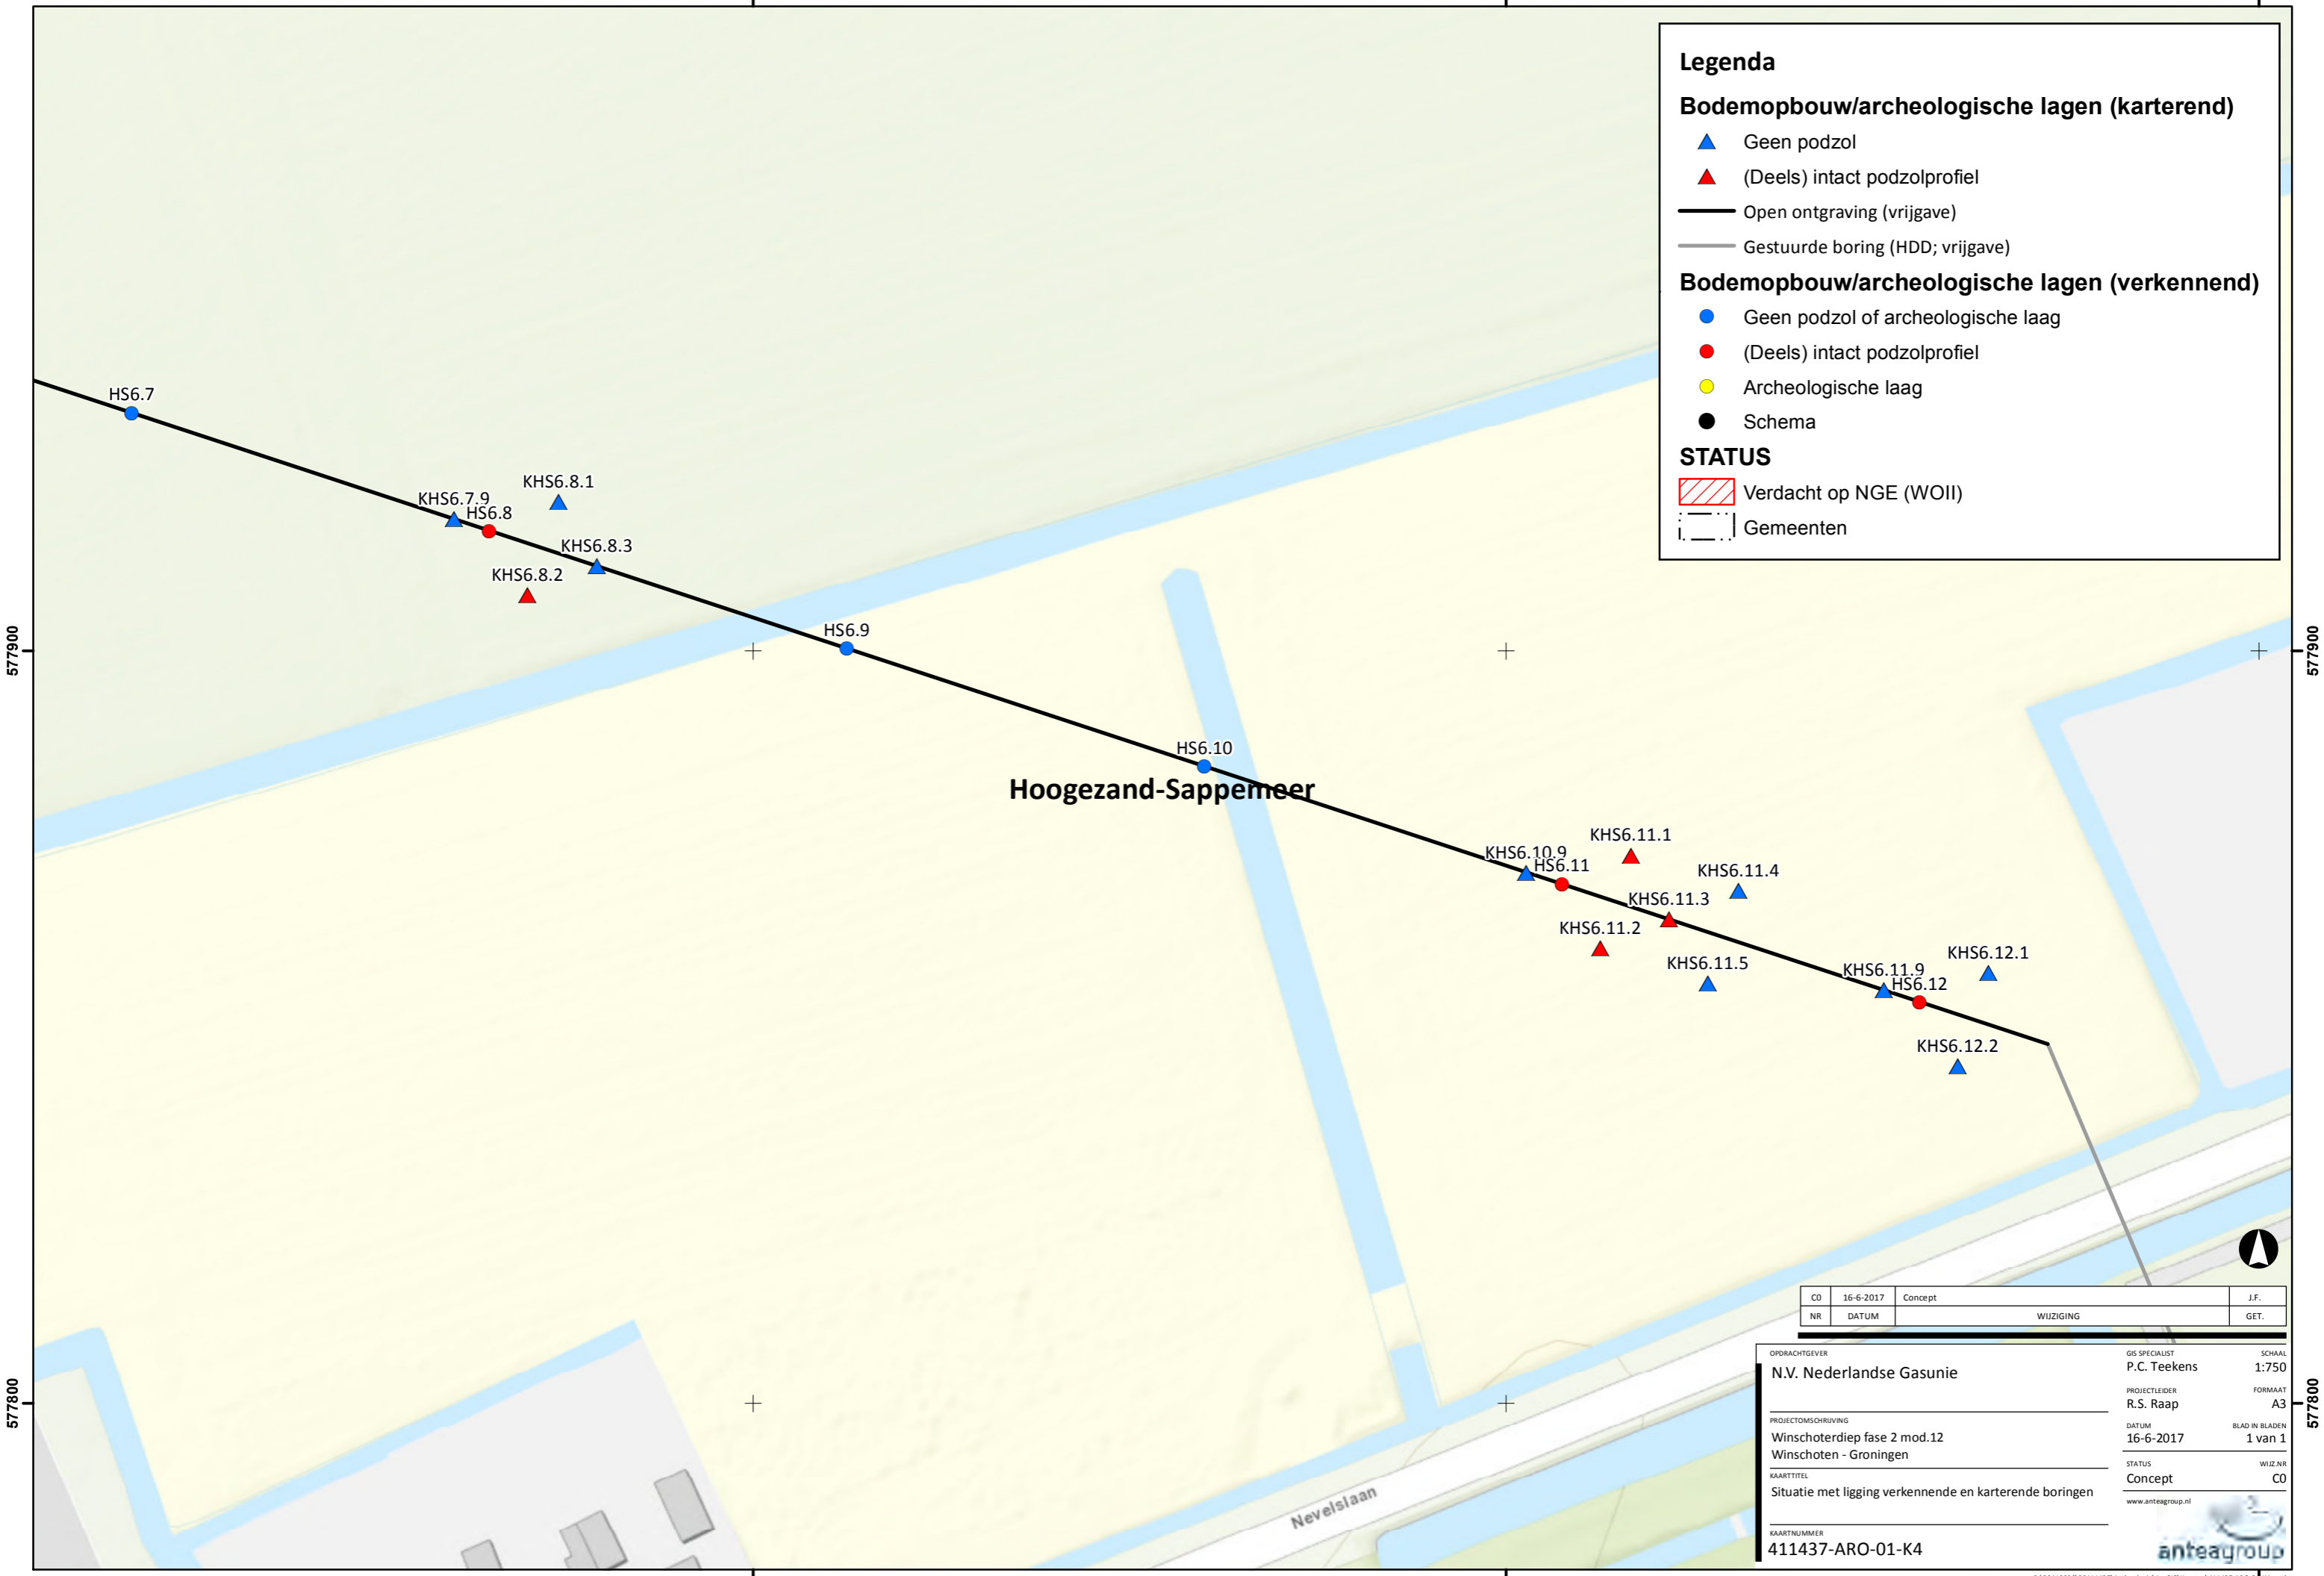 Legenda
Bodemopbouw/archeologische lagen (karterend)
Geen podzol
(Deels) intact podzolprofiel
Open ontgraving (vrijgave)
Gestuurde boring (HDD; vrijgave)
Bodemopbouw/archeologische lagen (verkennend)
Geen podzol of archeologische laag
(Deels) intact podzolprofiel
Archeologische laag
Schema
STATUS
Verdacht op NGE (WOII)
Gemeenten
HS6.7
KHS6.8.1
KHS6.7.9
HS6.8
KHS6.8.3
KHS6.8.2
HS6.9
577900
577900
HS6.10
Hoogezand-Sappemeer
KHS6.11.1
KHS6.10.9
HS6.11
KHS6.11.4
KHS6.11.3
KHS6.11.2
KHS6.11.5
KHS6.12.1
KHS6.11.9
HS6.12
KHS6.12.2
577800
577800
Nevelslaan
C0 16-6-2017 Concept J.F.
NR DATUM WIJZIGING GET.
OPDRACHTGEVER
N.V. Nederlandse Gasunie
PROJECTOMSCHRIJVING
Winschoterdiep fase 2 mod.12
Winschoten - Groningen
KAARTTITEL
Situatie met ligging verkennende en karterende boringen
KAARTNUMMER
411437-ARO-01-K4
GIS SPECIALIST SCHAAL
P.C. Teekens 1:750
PROJECTLEIDER FORMAAT
R.S. Raap A3
DATUM BLAD IN BLADEN
16-6-2017 1 van 1
STATUS WIJZ.NR
Concept C0
www.anteagroup.nl
anteagroup